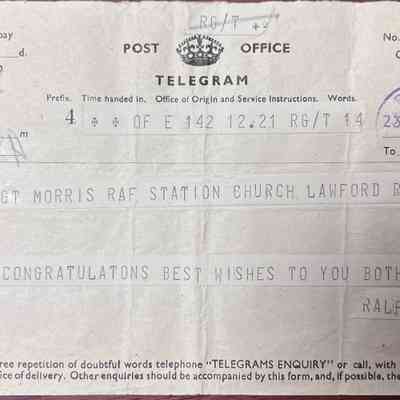 RG/T
pay No.
POST OFFICE
d.
TELEGRAM
Prefix. Time handed in. Office of Origin and Service Instructions. Words.
4 * * OF E 142 12.21 RG/T 14
m 23
To
GT MORRIS RAF STATION CHURCH LAWFORD R
CONGRATULATONS BEST WISHES TO YOU BOTH
RALP
ree repetition of doubtful words telephone "TELEGRAMS ENQUIRY" or call, with
ice of delivery. Other enquiries should be accompanied by this form, and, if possible, the